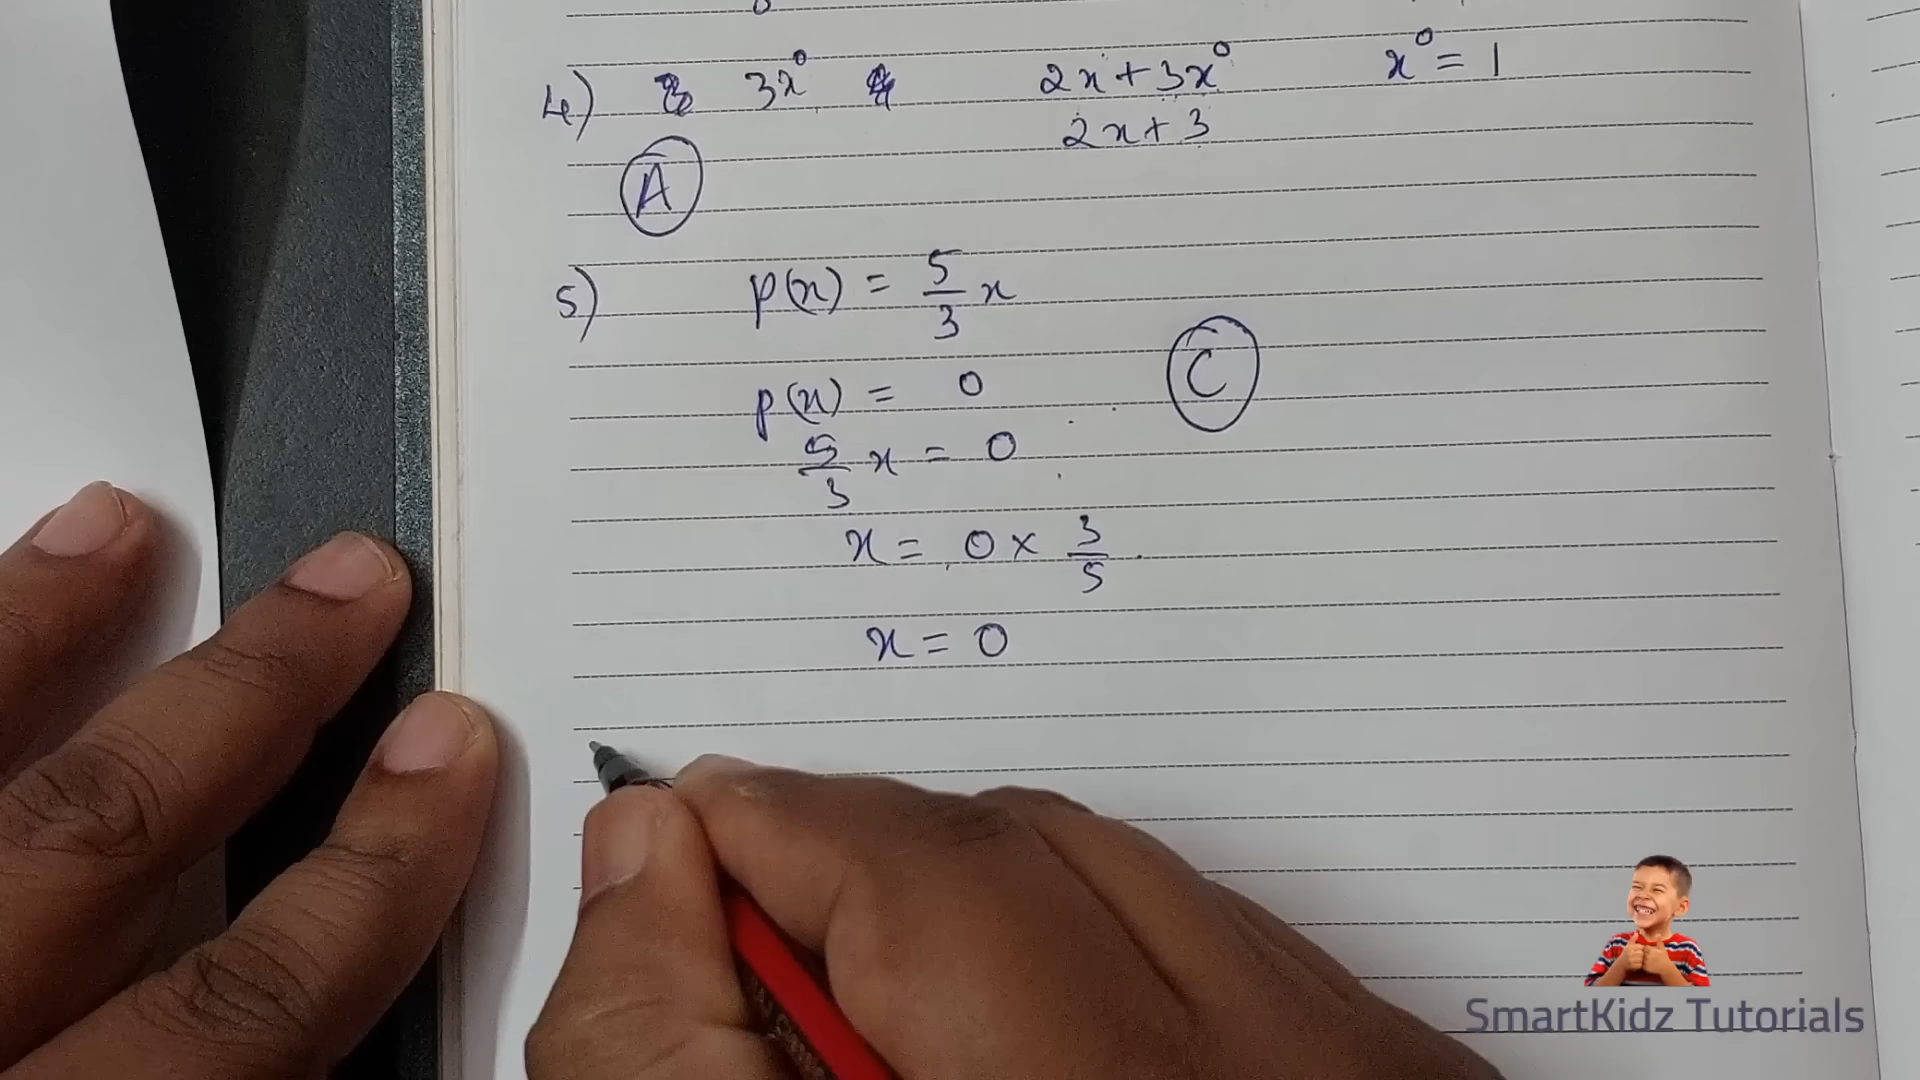 4) 3x⁰ 2x + 3x⁰ x⁰ = 1
2x + 3
A
5) p(x) = 5/3 x
p(x) = 0
C
5/3 x = 0
x = 0 × 3/5
x = 0
SmartKidz Tutorials